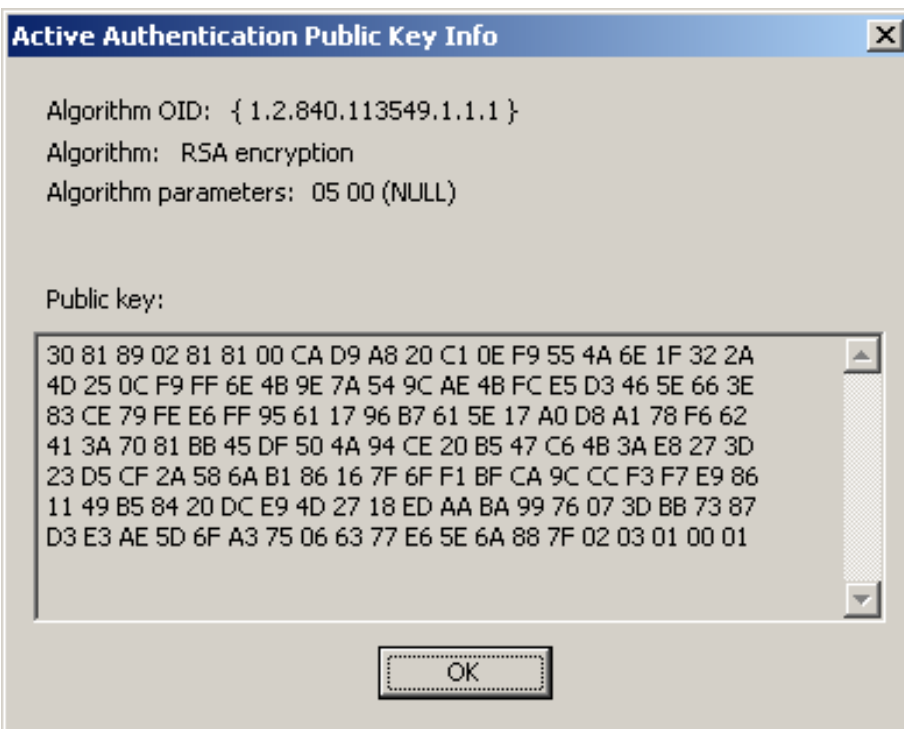 Active Authentication Public Key Info
Algorithm OID: { 1.2.840.113549.1.1.1 }
Algorithm: RSA encryption
Algorithm parameters: 05 00 (NULL)
Public key:
30 81 89 02 81 81 00 CA D9 A8 20 C1 0E F9 55 4A 6E 1F 32 2A
4D 25 0C F9 FF 6E 4B 9E 7A 54 9C AE 4B FC E5 D3 46 5E 66 3E
83 CE 79 FE E6 FF 95 61 17 96 B7 61 5E 17 A0 D8 A1 78 F6 62
41 3A 70 81 BB 45 DF 50 4A 94 CE 20 B5 47 C6 4B 3A E8 27 3D
23 D5 CF 2A 58 6A B1 86 16 7F 6F F1 BF CA 9C CC F3 F7 E9 86
11 49 B5 84 20 DC E9 4D 27 18 ED AA BA 99 76 07 3D BB 73 87
D3 E3 AE 5D 6F A3 75 06 63 77 E6 5E 6A 88 7F 02 03 01 00 01
OK